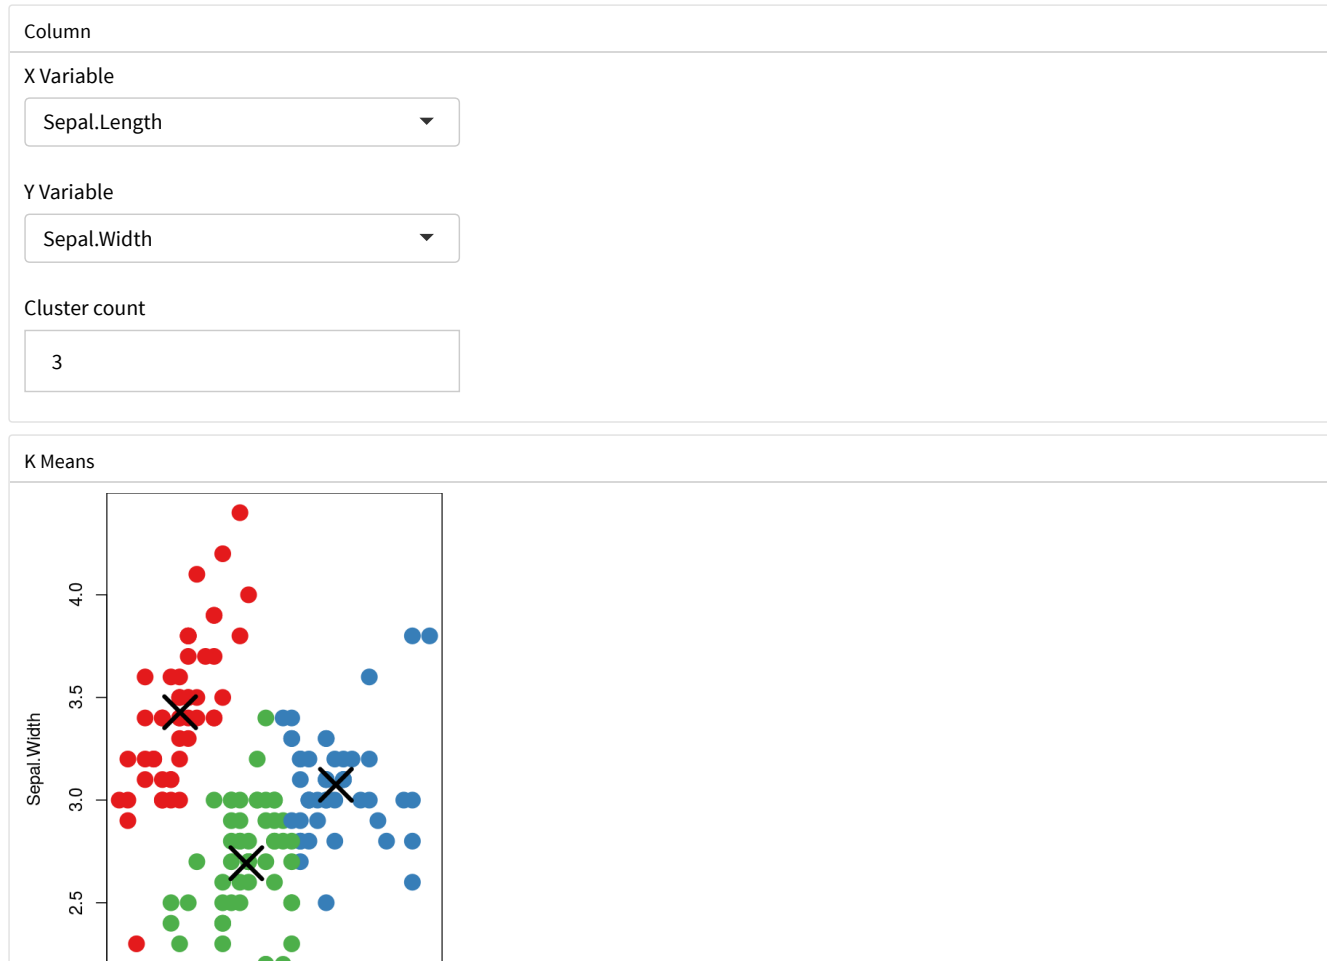 Column
X Variable
Sepal.Length
Y Variable
Sepal.Width
Cluster count
3
K Means
4.0
3.5
3.0
2.5
Sepal.Width